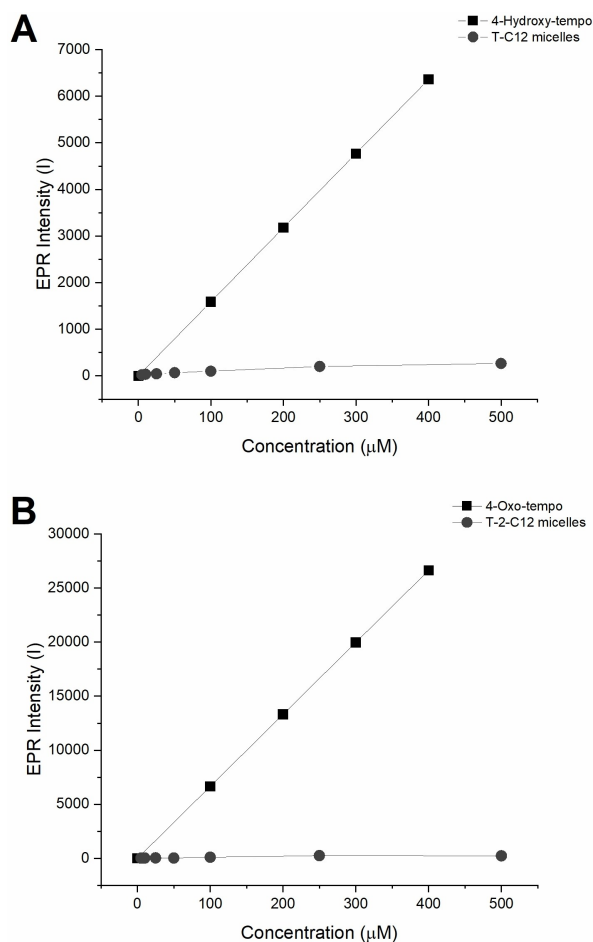 A
4-Hydroxy-tempo
T-C12 micelles
7000
6000
5000
4000
3000
2000
1000
0
EPR Intensity (I)
0 100 200 300 400 500
Concentration (μM)
B
4-Oxo-tempo
T-2-C12 micelles
30000
25000
20000
15000
10000
5000
0
EPR Intensity (I)
0 100 200 300 400 500
Concentration (μM)